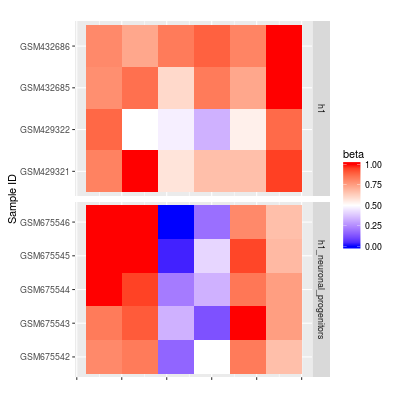 GSM432686
GSM432685
GSM429322
GSM429321
h1
GSM675546
GSM675545
GSM675544
GSM675543
GSM675542
h1_neuronal_progenitors
Sample ID
beta
1.00
0.75
0.50
0.25
0.00